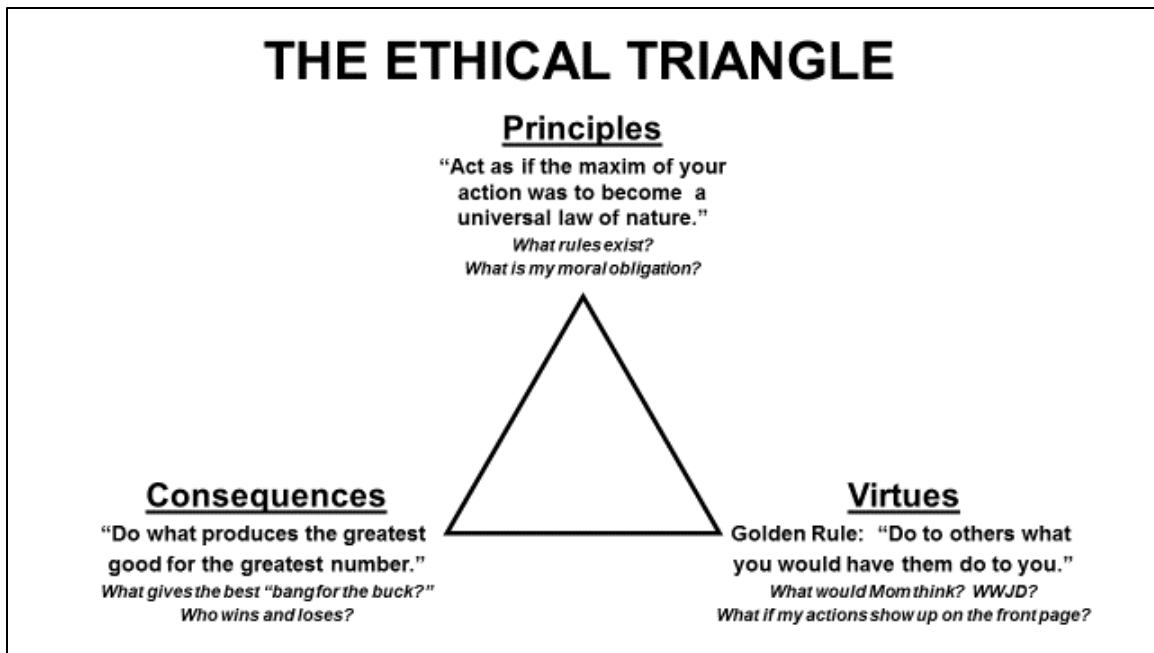 THE ETHICAL TRIANGLE
Principles
“Act as if the maxim of your
action was to become a
universal law of nature.”
What rules exist?
What is my moral obligation?
Consequences
“Do what produces the greatest
good for the greatest number.”
What gives the best “bang for the buck?”
Who wins and loses?
Virtues
Golden Rule: “Do to others what
you would have them do to you.”
What would Mom think? WWJD?
What if my actions show up on the front page?